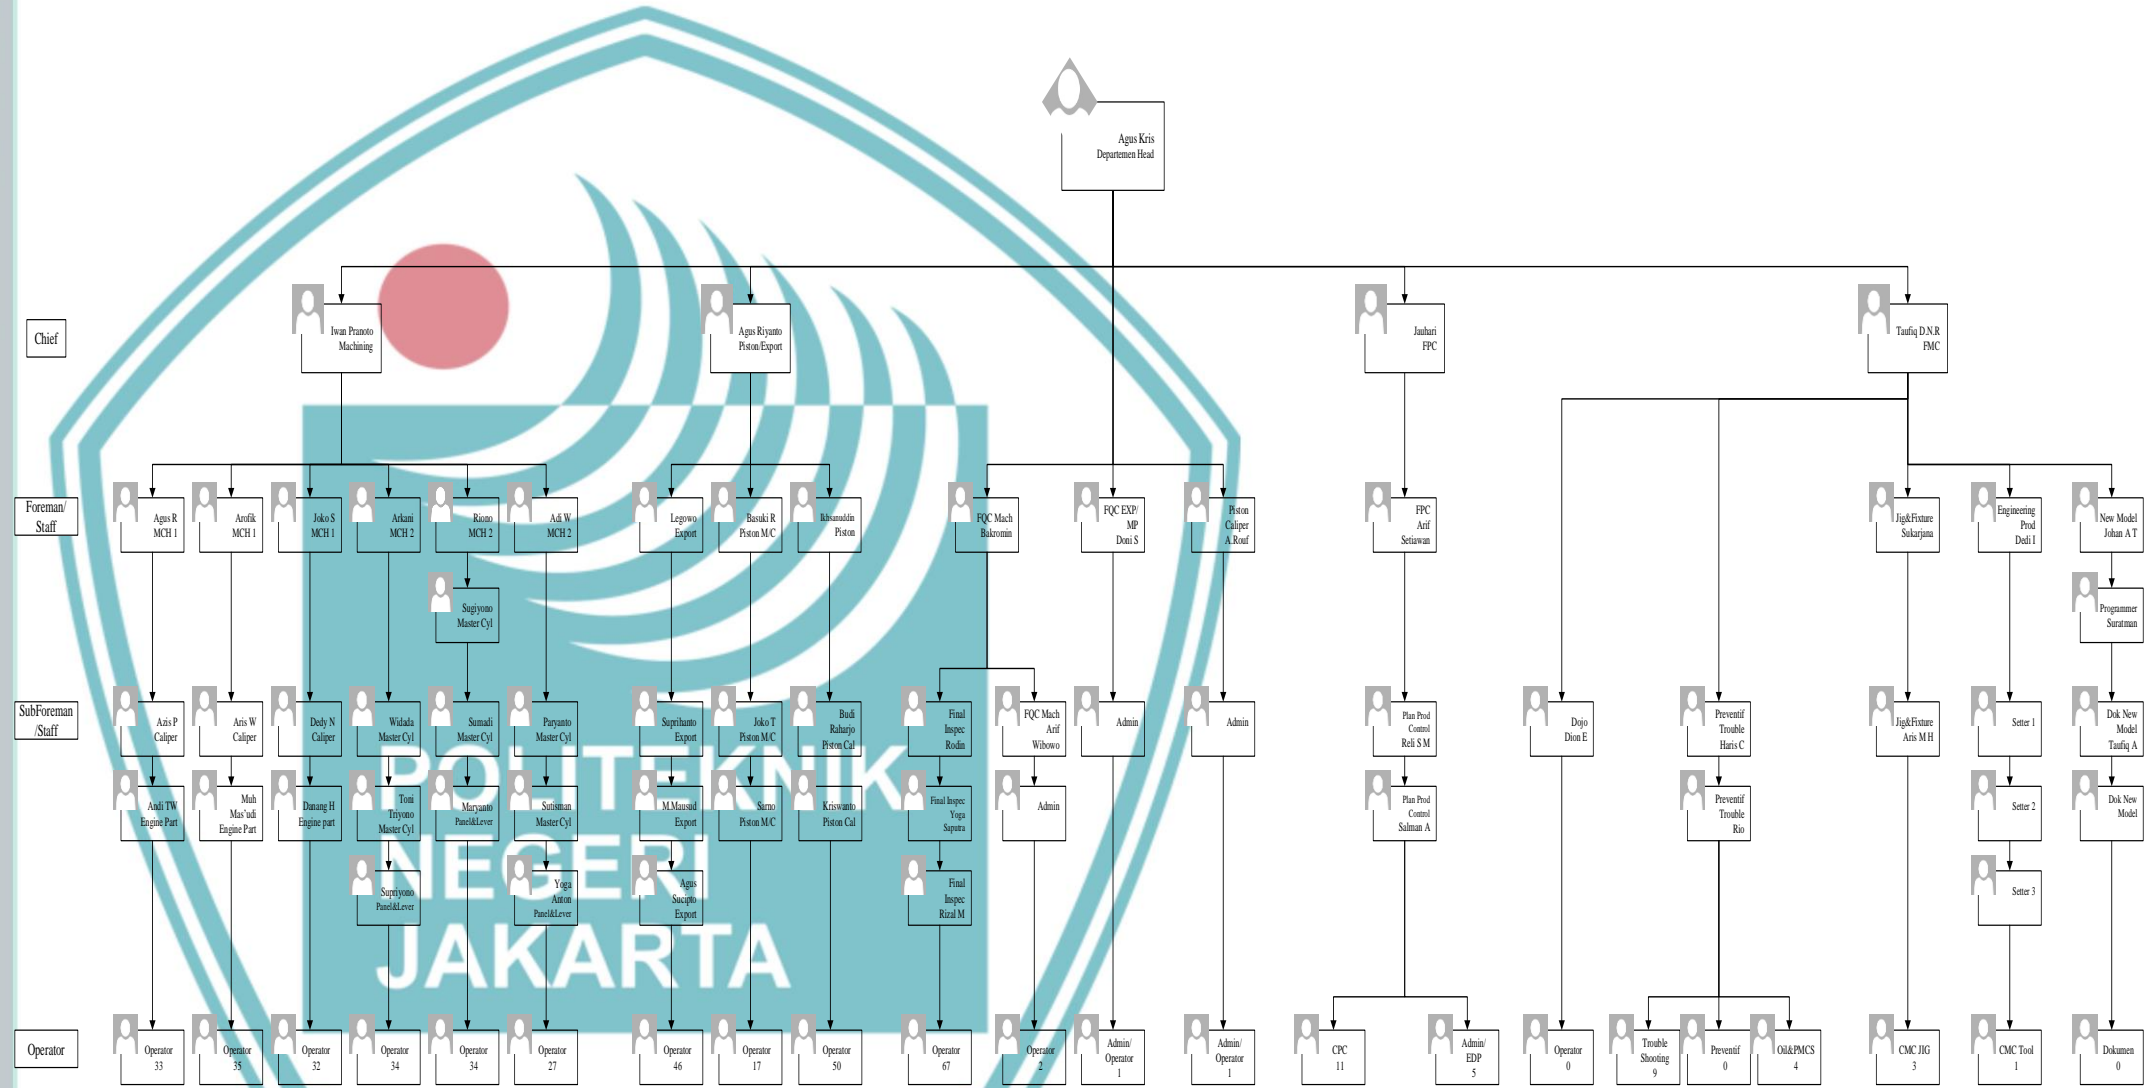 Agus Kris
Departemen Head
Chief
Iwan Pranoto
Machining
Agus Riyanto
Piston/Export
Jauhari
FPC
Taufiq D.N.R
FMC
Foreman/
Staff
Agus R
MCH 1
Arofik
MCH 1
Joko S
MCH 1
Arkani
MCH 2
Riono
MCH 2
Adi W
MCH 2
Legowo
Export
Basuki R
Piston M/C
Ikhsanuddin
Piston
FQC Mach
Bakromin
FQC EXP/
MP
Doni S
Piston
Caliper
A.Rouf
FPC
Arif
Setiawan
Jig&Fixture
Sukarjana
Engineering
Prod
Dedi I
New Model
Johan A T
Sugiyono
Master Cyl
Programmer
Suratman
SubForeman
/Staff
Azis P
Caliper
Aris W
Caliper
Dedy N
Caliper
Widada
Master Cyl
Sumadi
Master Cyl
Paryanto
Master Cyl
Suprihanto
Export
Joko T
Piston M/C
Budi
Raharjo
Piston Cal
Final
Inspec
Rodin
FQC Mach
Arif
Wibowo
Admin
Admin
Plan Prod
Control
Reli S M
Dojo
Dion E
Preventif
Trouble
Haris C
Jig&Fixture
Aris M H
Setter 1
Dok New
Model
Taufiq A
Andi TW
Engine Part
Muh
Mas'udi
Engine Part
Danang H
Engine part
Toni
Triyono
Master Cyl
Maryanto
Panel&Lever
Sutisman
Master Cyl
M.Mausud
Export
Sarno
Piston M/C
Kriswanto
Piston Cal
Final Inspec
Yoga
Saputra
Admin
Plan Prod
Control
Salman A
Preventif
Trouble
Rio
Setter 2
Dok New
Model
Supriyono
Panel&Lever
Yoga
Anton
Panel&Lever
Agus
Sucipto
Export
Final
Inspec
Rizal M
Setter 3
POLITEKNIK
NEGERI
JAKARTA
Operator
Operator
33
Operator
35
Operator
32
Operator
34
Operator
34
Operator
27
Operator
46
Operator
17
Operator
50
Operator
67
Operator
2
Admin/
Operator
1
Admin/
Operator
1
CPC
11
Admin/
EDP
5
Operator
0
Trouble
Shooting
9
Preventif
0
Oil&PMCS
4
CMC JIG
3
CMC Tool
1
Dokumen
0